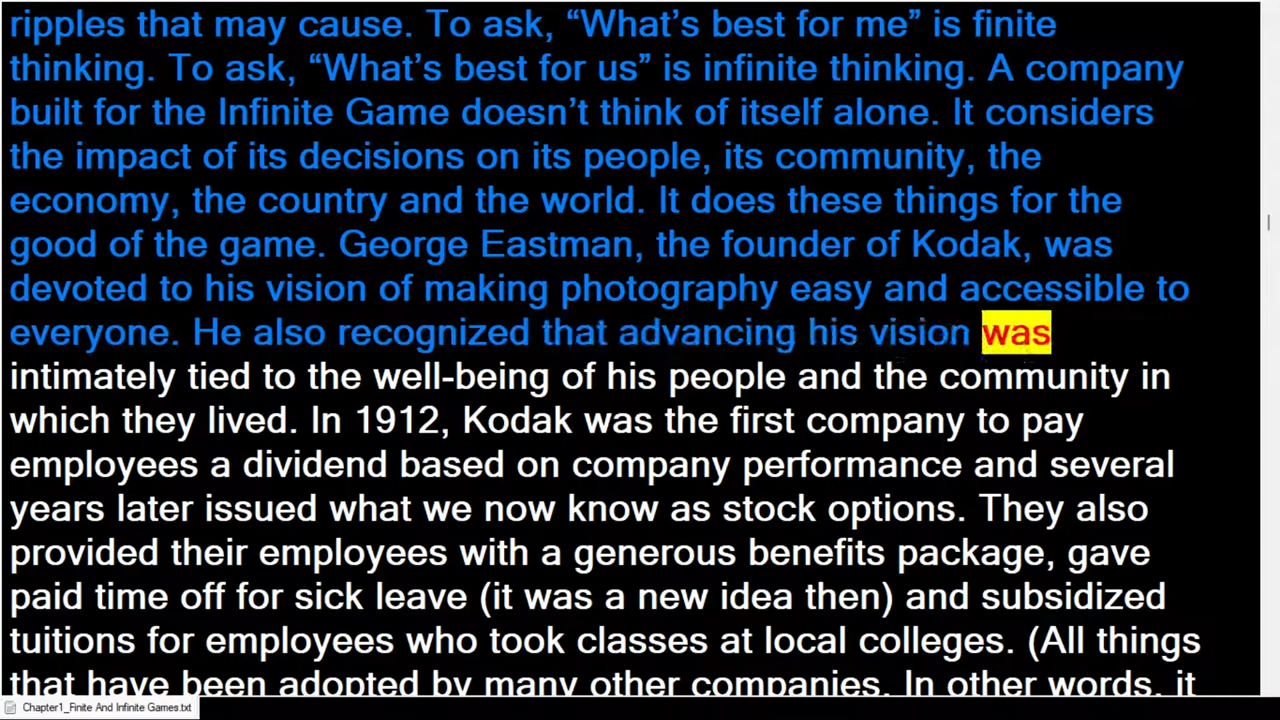 ripples that may cause. To ask, “What’s best for me” is finite
thinking. To ask, “What’s best for us” is infinite thinking. A company
built for the Infinite Game doesn’t think of itself alone. It considers
the impact of its decisions on its people, its community, the
economy, the country and the world. It does these things for the
good of the game. George Eastman, the founder of Kodak, was
devoted to his vision of making photography easy and accessible to
everyone. He also recognized that advancing his vision was
intimately tied to the well-being of his people and the community in
which they lived. In 1912, Kodak was the first company to pay
employees a dividend based on company performance and several
years later issued what we now know as stock options. They also
provided their employees with a generous benefits package, gave
paid time off for sick leave (it was a new idea then) and subsidized
tuitions for employees who took classes at local colleges. (All things
that have been adopted by many other companies. In other words, it
Chapter1_Finite And Infinite Games.txt